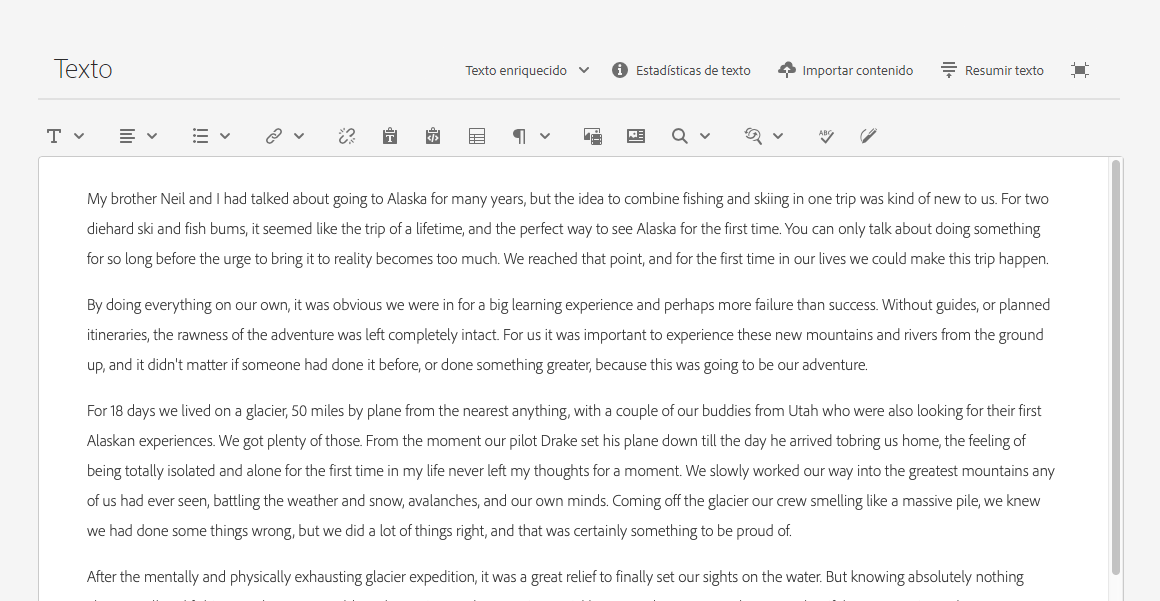 Texto
Texto enriquecido
Estadísticas de texto
Importar contenido
Resumir texto
ABC
My brother Neil and I had talked about going to Alaska for many years, but the idea to combine fishing and skiing in one trip was kind of new to us. For two
diehard ski and fish bums, it seemed like the trip of a lifetime, and the perfect way to see Alaska for the first time. You can only talk about doing something
for so long before the urge to bring it to reality becomes too much. We reached that point, and for the first time in our lives we could make this trip happen.
By doing everything on our own, it was obvious we were in for a big learning experience and perhaps more failure than success. Without guides, or planned
itineraries, the rawness of the adventure was left completely intact. For us it was important to experience these new mountains and rivers from the ground
up, and it didn't matter if someone had done it before, or done something greater, because this was going to be our adventure.
For 18 days we lived on a glacier, 50 miles by plane from the nearest anything, with a couple of our buddies from Utah who were also looking for their first
Alaskan experiences. We got plenty of those. From the moment our pilot Drake set his plane down till the day he arrived tobring us home, the feeling of
being totally isolated and alone for the first time in my life never left my thoughts for a moment. We slowly worked our way into the greatest mountains any
of us had ever seen, battling the weather and snow, avalanches, and our own minds. Coming off the glacier our crew smelling like a massive pile, we knew
we had done some things wrong, but we did a lot of things right, and that was certainly something to be proud of.
After the mentally and physically exhausting glacier expedition, it was a great relief to finally set our sights on the water. But knowing absolutely nothing